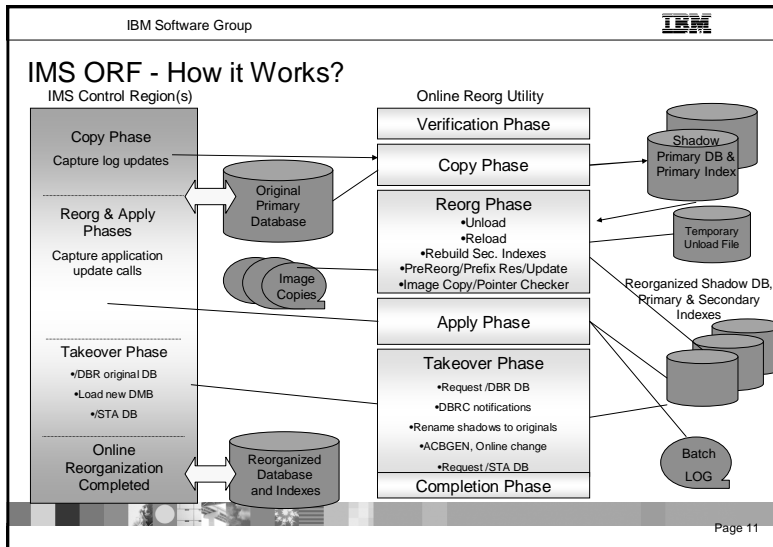 IBM Software Group
IBM
IMS ORF - How it Works?
IMS Control Region(s)
Copy Phase
Capture log updates
Reorg & Apply
Phases
Capture application
update calls
Takeover Phase
•/DBR original DB
•Load new DMB
•/STA DB
Online
Reorganization
Completed
Original
Primary
Database
Image
Copies
Reorganized
Database
and Indexes
Online Reorg Utility
Verification Phase
Copy Phase
Reorg Phase
•Unload
•Reload
•Rebuild Sec. Indexes
•PreReorg/Prefix Res/Update
•Image Copy/Pointer Checker
Apply Phase
Takeover Phase
•Request /DBR DB
•DBRC notifications
•Rename shadows to originals
•ACBGEN, Online change
•Request /STA DB
Completion Phase
Shadow
Primary DB &
Primary Index
Temporary
Unload File
Reorganized Shadow DB,
Primary & Secondary
Indexes
Batch
LOG
Page 11